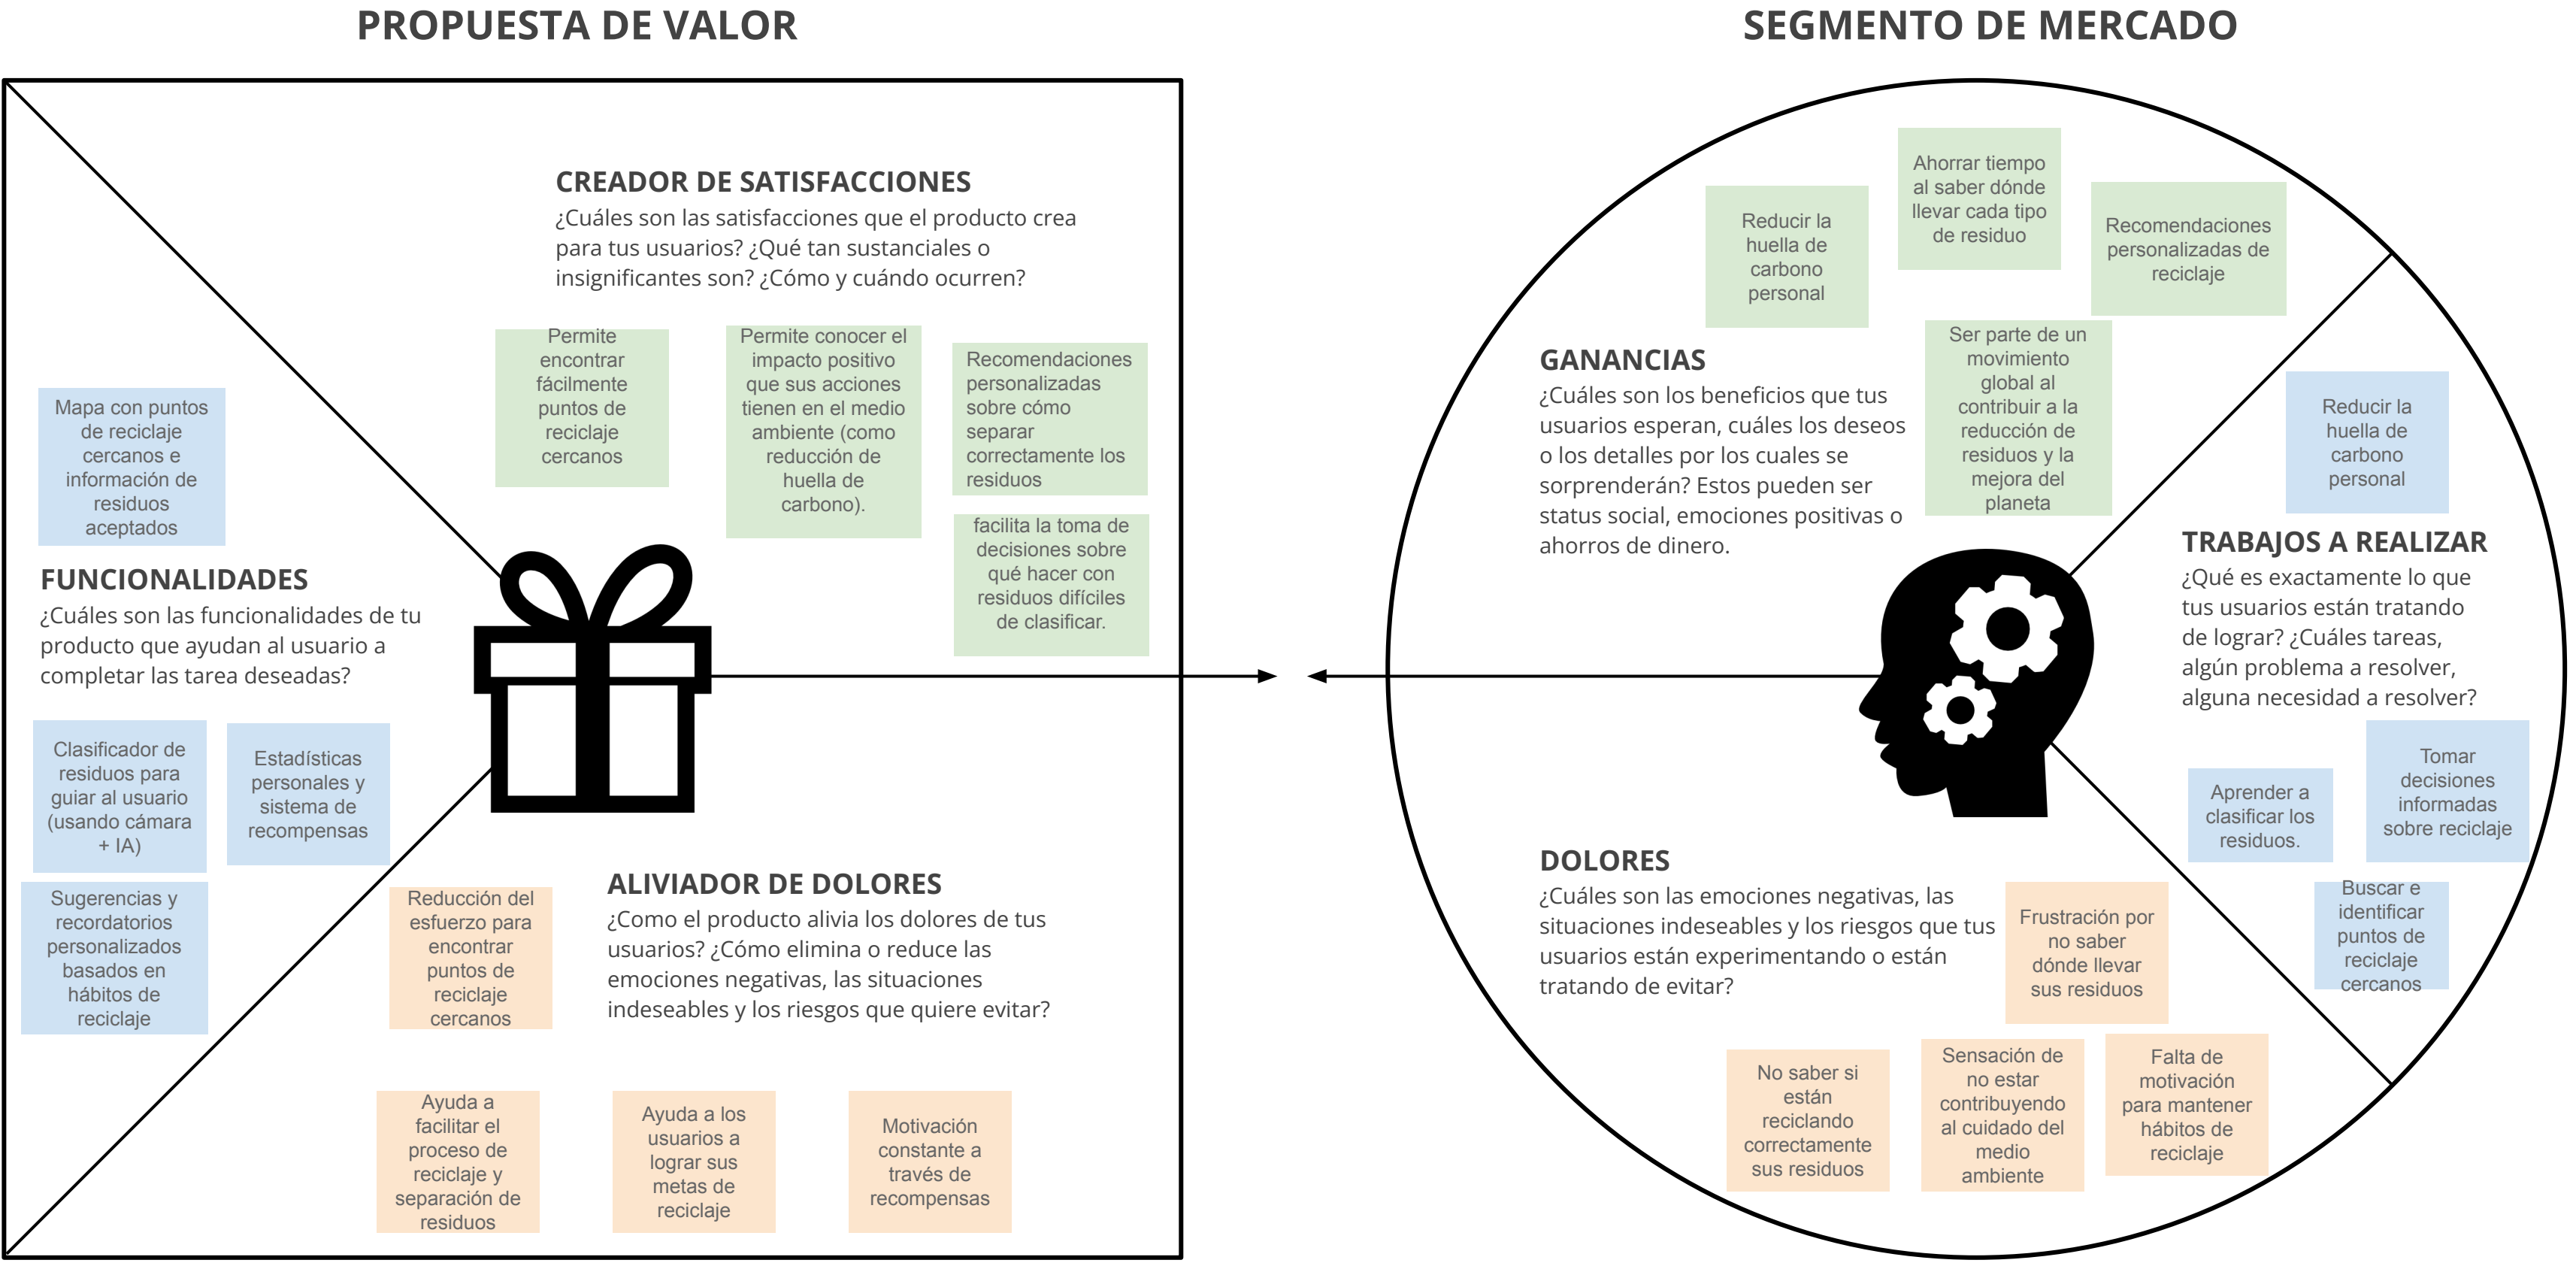 PROPUESTA DE VALOR
SEGMENTO DE MERCADO
CREADOR DE SATISFACCIONES
¿Cuáles son las satisfacciones que el producto crea
para tus usuarios? ¿Qué tan sustanciales o
insignificantes son? ¿Cómo y cuándo ocurren?
Permite
encontrar
fácilmente
puntos de
reciclaje
cercanos
Permite conocer el
impacto positivo
que sus acciones
tienen en el medio
ambiente (como
reducción de
huella de
carbono).
Recomendaciones
personalizadas
sobre cómo
separar
correctamente los
residuos
facilita la toma de
decisiones sobre
qué hacer con
residuos difíciles
de clasificar.
Mapa con puntos
de reciclaje
cercanos e
información de
residuos
aceptados
FUNCIONALIDADES
¿Cuáles son las funcionalidades de tu
producto que ayudan al usuario a
completar las tarea deseadas?
Clasificador de
residuos para
guiar al usuario
(usando cámara
+ IA)
Estadísticas
personales y
sistema de
recompensas
Sugerencias y
recordatorios
personalizados
basados en
hábitos de
reciclaje
Reducción del
esfuerzo para
encontrar
puntos de
reciclaje
cercanos
ALIVIADOR DE DOLORES
¿Como el producto alivia los dolores de tus
usuarios? ¿Cómo elimina o reduce las
emociones negativas, las situaciones
indeseables y los riesgos que quiere evitar?
Ayuda a
facilitar el
proceso de
reciclaje y
separación de
residuos
Ayuda a los
usuarios a
lograr sus
metas de
reciclaje
Motivación
constante a
través de
recompensas
Reducir la
huella de
carbono
personal
Ahorrar tiempo
al saber dónde
llevar cada tipo
de residuo
Recomendaciones
personalizadas de
reciclaje
Ser parte de un
movimiento
global al
contribuir a la
reducción de
residuos y la
mejora del
planeta
GANANCIAS
¿Cuáles son los beneficios que tus
usuarios esperan, cuáles los deseos
o los detalles por los cuales se
sorprenderán? Estos pueden ser
status social, emociones positivas o
ahorros de dinero.
Reducir la
huella de
carbono
personal
TRABAJOS A REALIZAR
¿Qué es exactamente lo que
tus usuarios están tratando
de lograr? ¿Cuáles tareas,
algún problema a resolver,
alguna necesidad a resolver?
Aprender a
clasificar los
residuos.
Tomar
decisiones
informadas
sobre reciclaje
Buscar e
identificar
puntos de
reciclaje
cercanos
DOLORES
¿Cuáles son las emociones negativas, las
situaciones indeseables y los riesgos que tus
usuarios están experimentando o están
tratando de evitar?
Frustración por
no saber
dónde llevar
sus residuos
No saber si
están
reciclando
correctamente
sus residuos
Sensación de
no estar
contribuyendo
al cuidado del
medio
ambiente
Falta de
motivación
para mantener
hábitos de
reciclaje